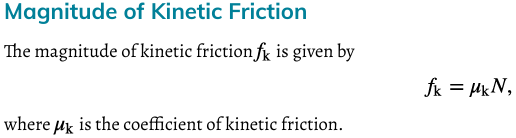 Magnitude of Kinetic Friction
The magnitude of kinetic friction fk is given by
fk = μkN,
where μk is the coefficient of kinetic friction.